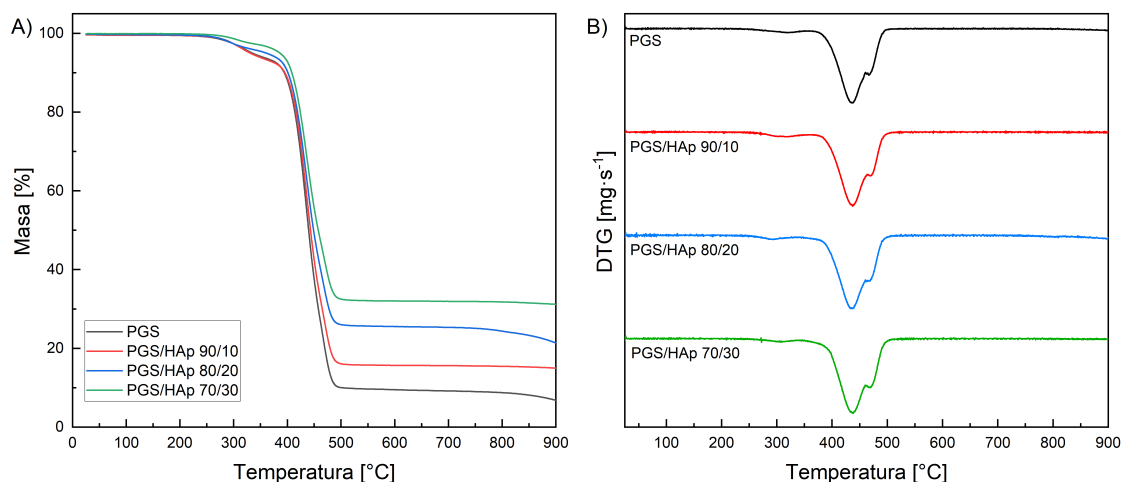 A)
Masa [%]
100
80
60
40
20
0
PGS
PGS/HAp 90/10
PGS/HAp 80/20
PGS/HAp 70/30
0 100 200 300 400 500 600 700 800 900
Temperatura [°C]
B)
DTG [mg·s⁻¹]
PGS
PGS/HAp 90/10
PGS/HAp 80/20
PGS/HAp 70/30
100 200 300 400 500 600 700 800 900
Temperatura [°C]